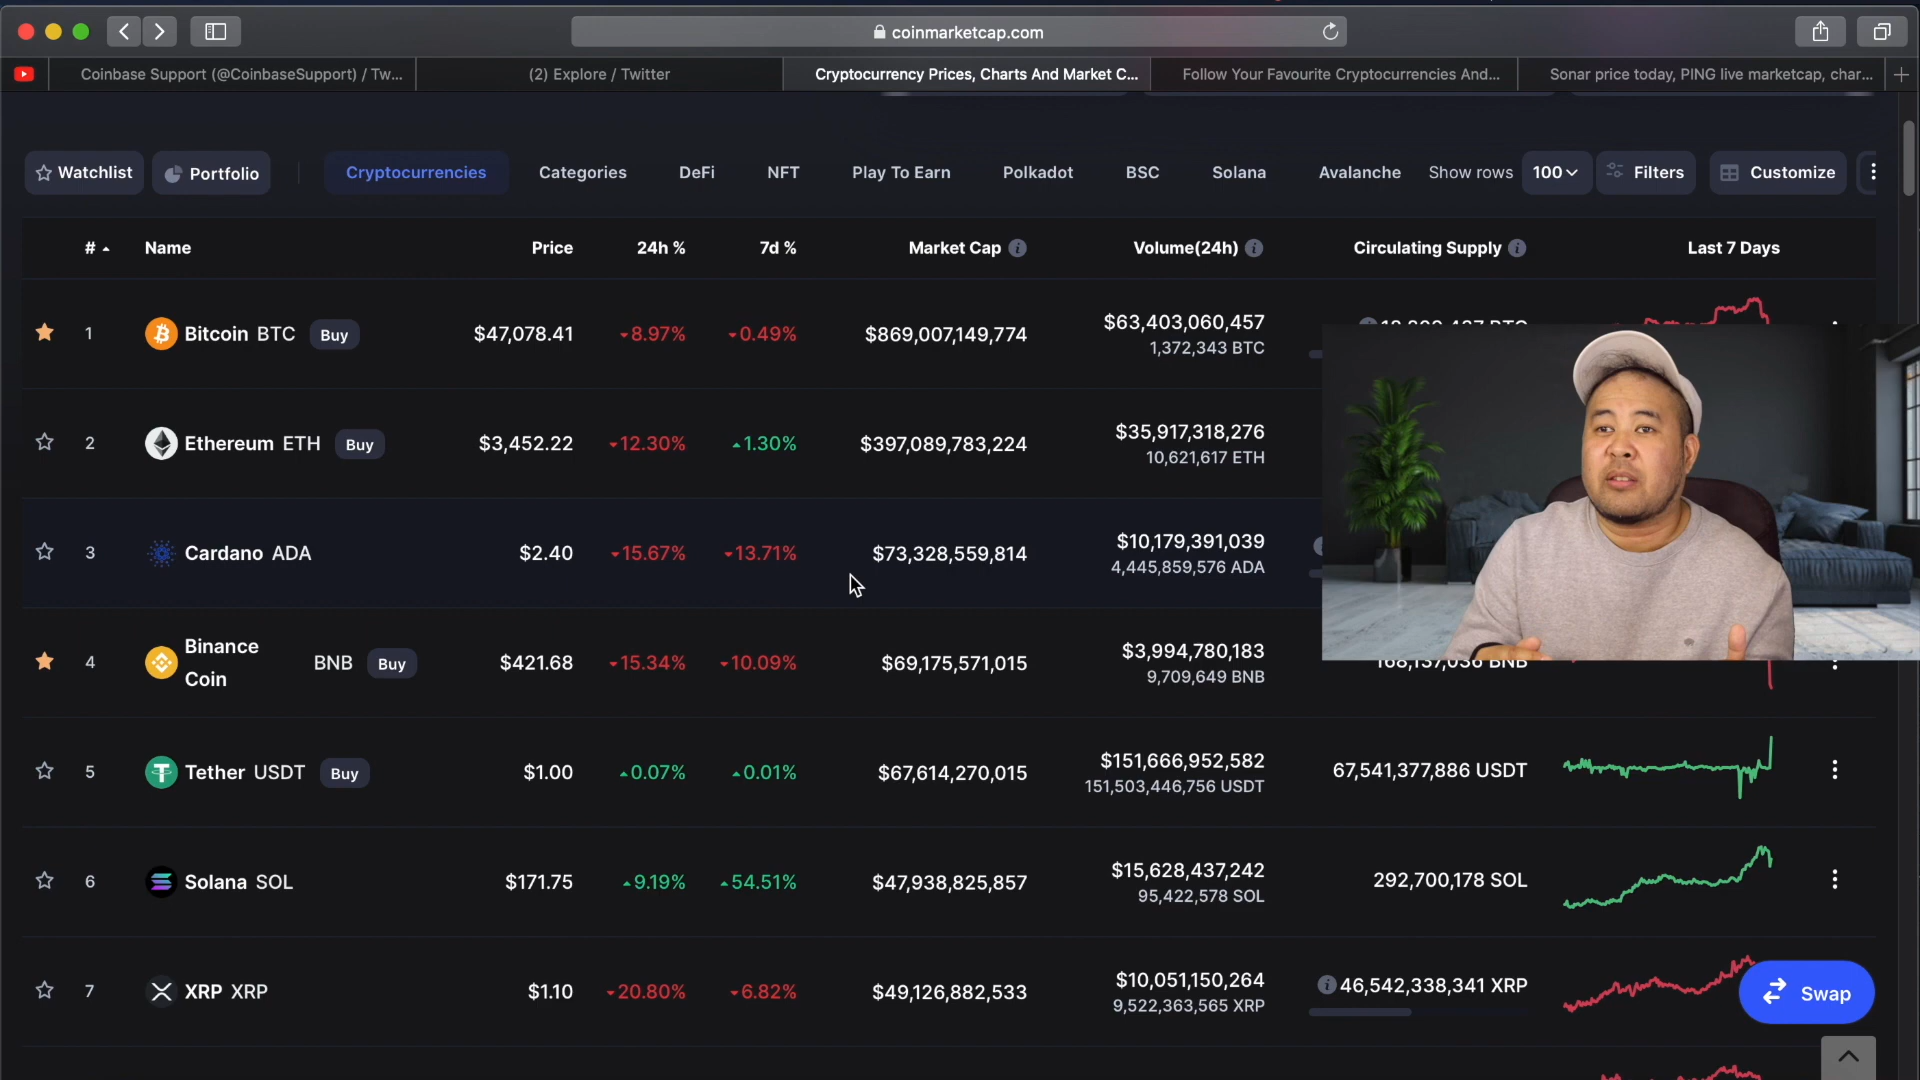 coinmarketcap.com
Coinbase Support (@CoinbaseSupport) / Tw...
(2) Explore / Twitter
Cryptocurrency Prices, Charts And Market C...
Follow Your Favourite Cryptocurrencies And...
Sonar price today, PING live marketcap, char...
Watchlist Portfolio Cryptocurrencies Categories DeFi NFT Play To Earn Polkadot BSC Solana Avalanche Show rows 100 Filters Customize
# Name Price 24h % 7d % Market Cap Volume(24h) Circulating Supply Last 7 Days
1 Bitcoin BTC Buy $47,078.41 8.97% 0.49% $869,007,149,774 $63,403,060,457
1,372,343 BTC
2 Ethereum ETH Buy $3,452.22 12.30% 1.30% $397,089,783,224 $35,917,318,276
10,621,617 ETH
3 Cardano ADA $2.40 15.67% 13.71% $73,328,559,814 $10,179,391,039
4,445,859,576 ADA
4 Binance Coin BNB Buy $421.68 15.34% 10.09% $69,175,571,015 $3,994,780,183 168,137,036 BNB
9,709,649 BNB
5 Tether USDT Buy $1.00 0.07% 0.01% $67,614,270,015 $151,666,952,582 67,541,377,886 USDT
151,503,446,756 USDT
6 Solana SOL $171.75 9.19% 54.51% $47,938,825,857 $15,628,437,242 292,700,178 SOL
95,422,578 SOL
7 XRP XRP $1.10 20.80% 6.82% $49,126,882,533 $10,051,150,264 46,542,338,341 XRP
9,522,363,565 XRP
Swap